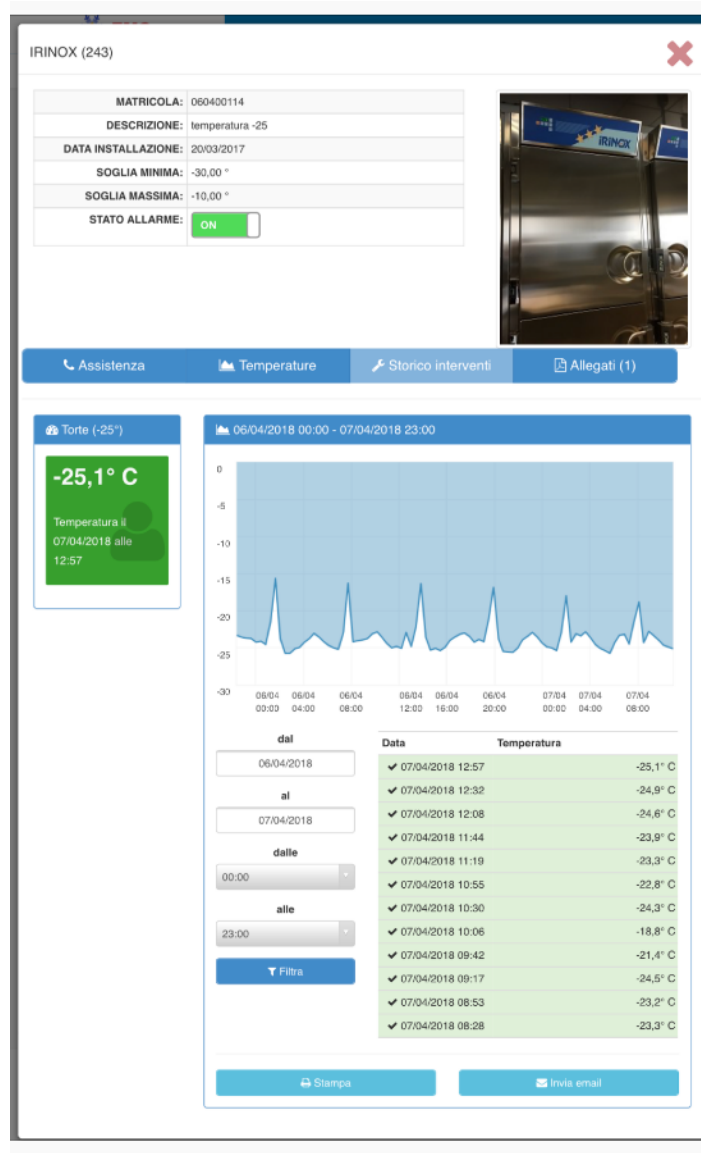 IRINOX (243)
MATRICOLA: 060400114
DESCRIZIONE: temperatura -25
DATA INSTALLAZIONE: 20/03/2017
SOGLIA MINIMA: -30,00 °
SOGLIA MASSIMA: -10,00 °
STATO ALLARME: ON
IRINOX
Assistenza Temperature Storico interventi Allegati (1)
Torte (-25°)
-25,1° C
Temperatura il
07/04/2018 alle
12:57
06/04/2018 00:00 - 07/04/2018 23:00
0
-5
-10
-15
-20
-25
-30
06/04 06/04 06/04 06/04 06/04 06/04 07/04 07/04 07/04
00:00 04:00 08:00 12:00 16:00 20:00 00:00 04:00 08:00
dal
06/04/2018
al
07/04/2018
dalle
00:00
alle
23:00
Filtra
Data Temperatura
07/04/2018 12:57 -25,1° C
07/04/2018 12:32 -24,9° C
07/04/2018 12:08 -24,6° C
07/04/2018 11:44 -23,9° C
07/04/2018 11:19 -23,3° C
07/04/2018 10:55 -22,8° C
07/04/2018 10:30 -24,3° C
07/04/2018 10:06 -18,8° C
07/04/2018 09:42 -21,4° C
07/04/2018 09:17 -24,5° C
07/04/2018 08:53 -23,2° C
07/04/2018 08:28 -23,3° C
Stampa Invia email